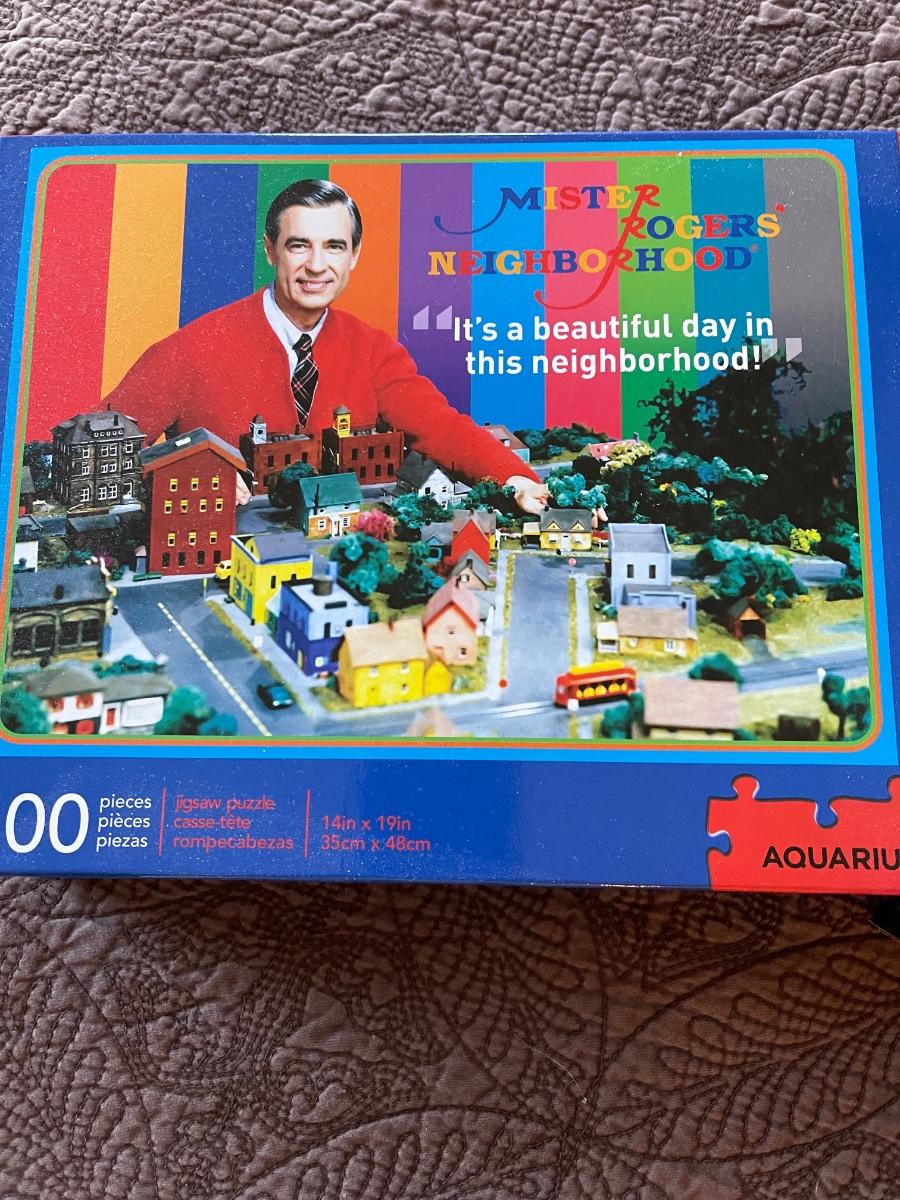 MISTER
ROGERS'
NEIGHBORHOOD®
"It's a beautiful day in
this neighborhood!"
00 pieces
pièces
piezas
jigsaw puzzle
casse-tête
rompecabezas
14in x 19in
35cm x 48cm
AQUARIU